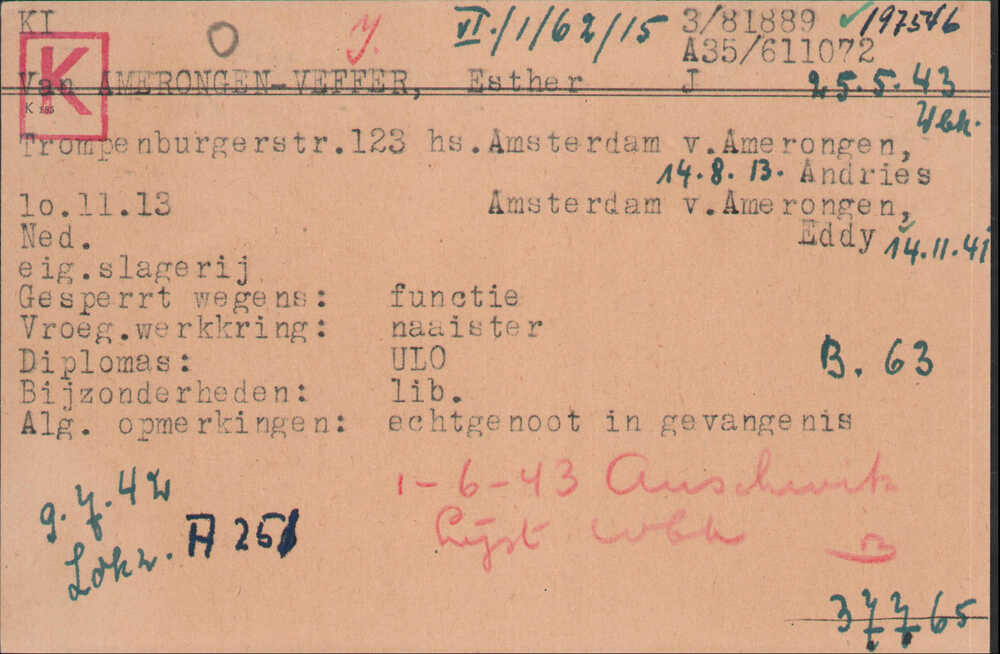 KI O y. VI./1/62/15 3/81889 ✓197546
A35/611072
K
K
Van AMERONGEN-VEFFER, Esther J 25.5.43
Wbk.
Trompenburgerstr.123 hs.Amsterdam v.Amerongen,
14.8.13. Andries
10.11.13 Amsterdam v.Amerongen,
Ned. Eddy 14.11.41
eig.slagerij
Gesperrt wegens: functie
Vroeg.werkkring: naaister
Diplomas: ULO
B. 63
Bijzonderheden: lib.
Alg. opmerkingen: echtgenoot in gevangenis
1-6-43 Auschwitz
9.7.42
Lijst wbk
Lokr. A 251
37765